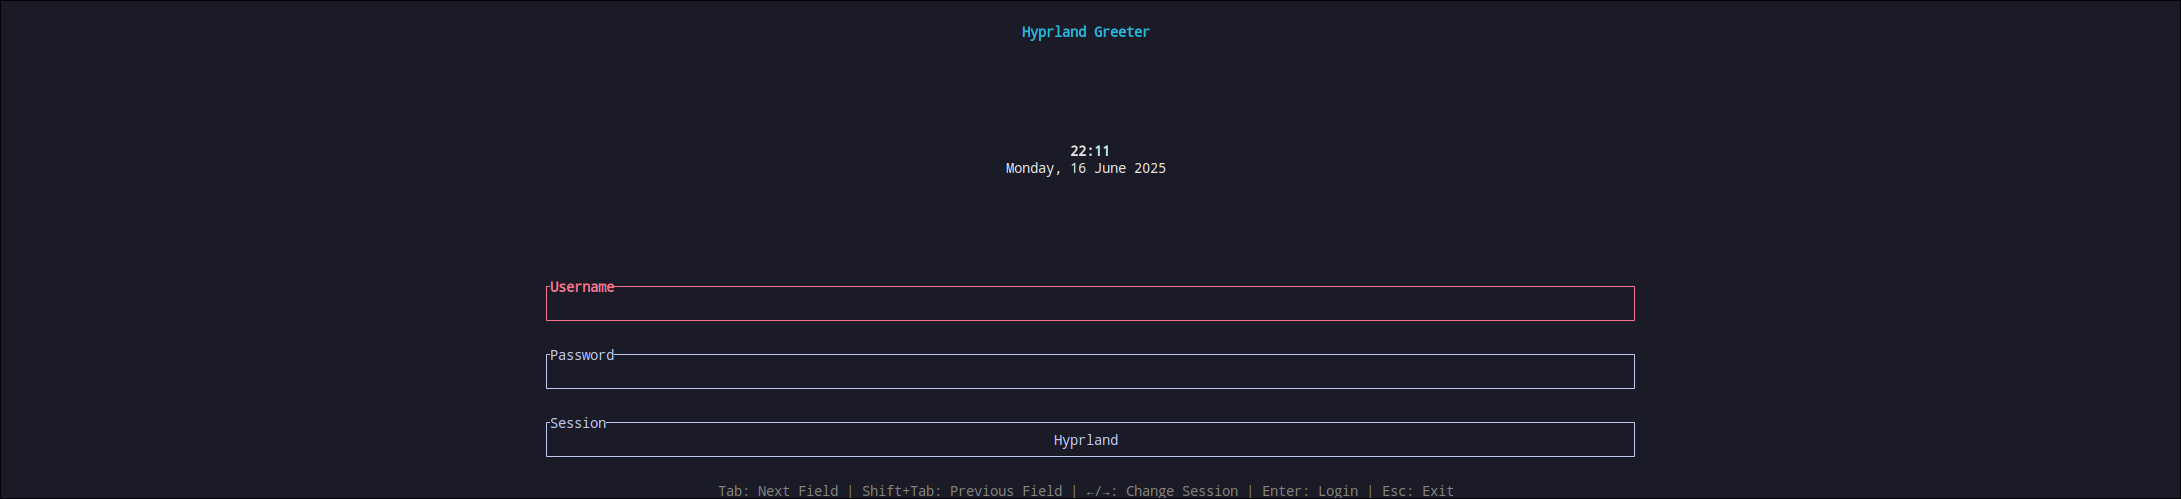 Hyprland Greeter
22:11
Monday, 16 June 2025
Username
Password
Session
Hyprland
Tab: Next Field | Shift+Tab: Previous Field | ←/→: Change Session | Enter: Login | Esc: Exit